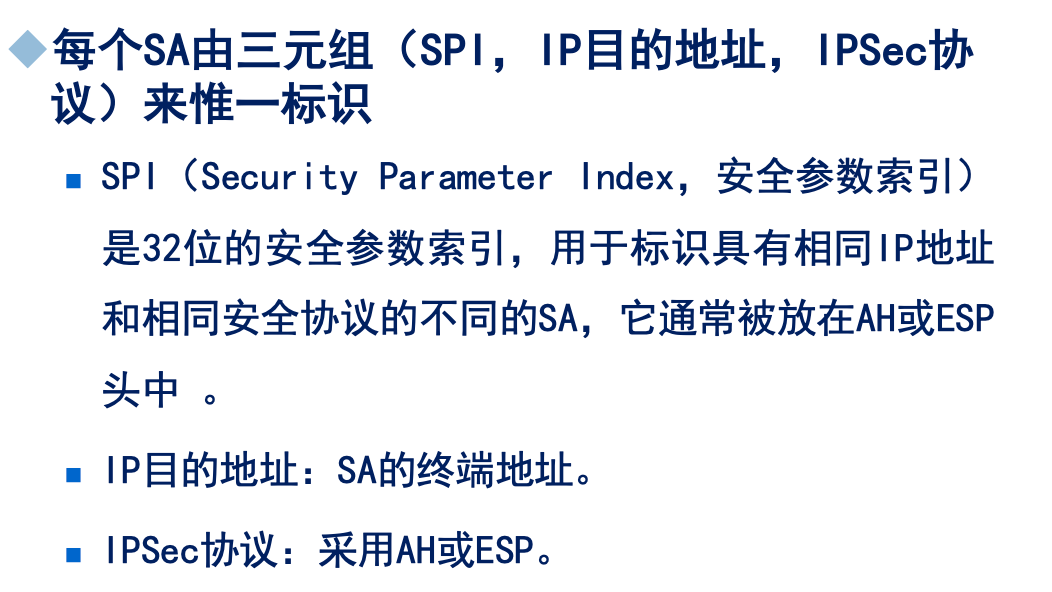 每个SA由三元组（SPI，IP目的地址，IPSec协
议）来惟一标识
SPI（Security Parameter Index，安全参数索引）
是32位的安全参数索引，用于标识具有相同IP地址
和相同安全协议的不同的SA，它通常被放在AH或ESP
头中 。
IP目的地址：SA的终端地址。
IPSec协议：采用AH或ESP。